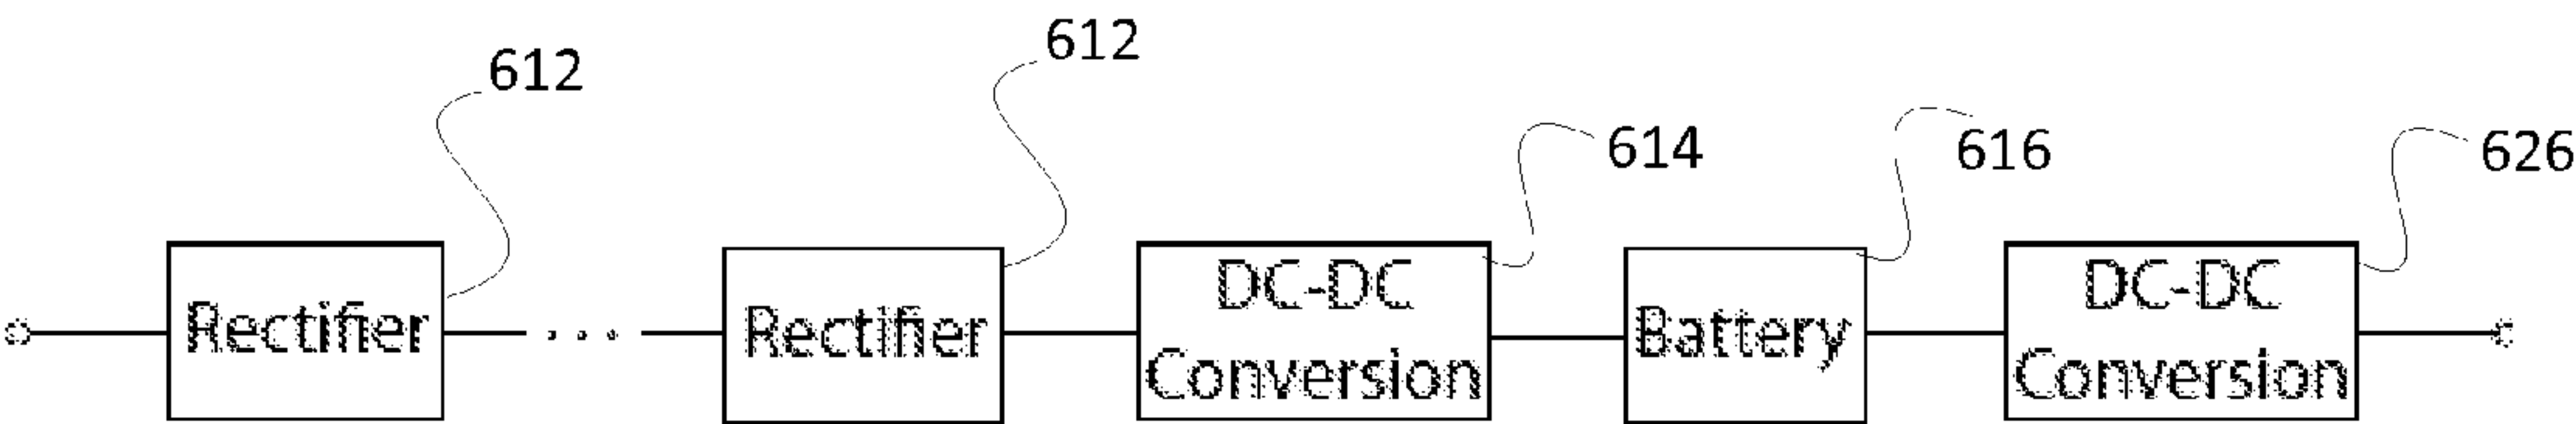 612
612
614
616
626
Rectifier
. . .
Rectifier
DC-DC
Conversion
Battery
DC-DC
Conversion